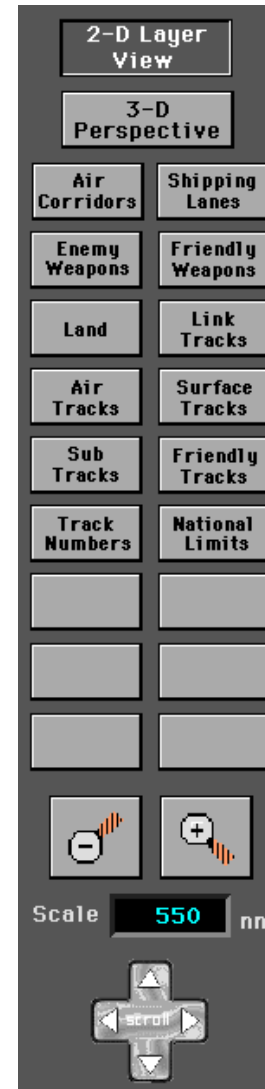 2-D Layer
View
3-D
Perspective
Air
Corridors
Shipping
Lanes
Enemy
Weapons
Friendly
Weapons
Land
Link
Tracks
Air
Tracks
Surface
Tracks
Sub
Tracks
Friendly
Tracks
Track
Numbers
National
Limits
Scale 550 nm
scroll